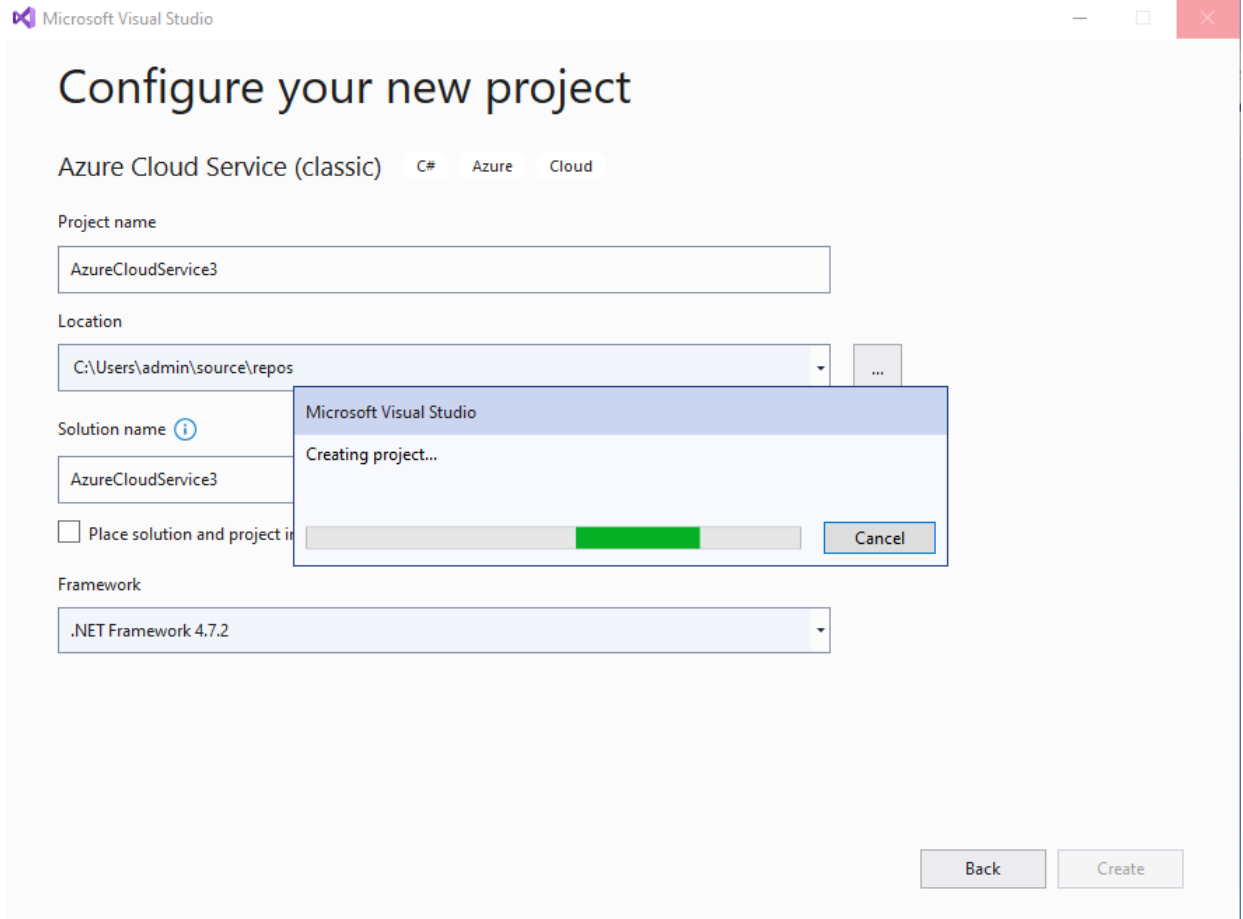 Microsoft Visual Studio
Configure your new project
Azure Cloud Service (classic) C# Azure Cloud
Project name
AzureCloudService3
Location
C:\Users\admin\source\repos
...
Solution name
AzureCloudService3
Place solution and project
Microsoft Visual Studio
Creating project...
Cancel
Framework
.NET Framework 4.7.2
Back Create